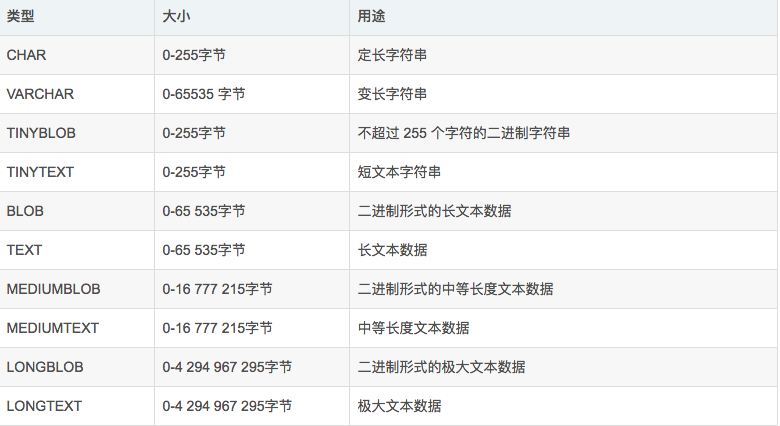 类型 大小 用途
CHAR 0-255字节 定长字符串
VARCHAR 0-65535 字节 变长字符串
TINYBLOB 0-255字节 不超过 255 个字符的二进制字符串
TINYTEXT 0-255字节 短文本字符串
BLOB 0-65 535字节 二进制形式的长文本数据
TEXT 0-65 535字节 长文本数据
MEDIUMBLOB 0-16 777 215字节 二进制形式的中等长度文本数据
MEDIUMTEXT 0-16 777 215字节 中等长度文本数据
LONGBLOB 0-4 294 967 295字节 二进制形式的极大文本数据
LONGTEXT 0-4 294 967 295字节 极大文本数据